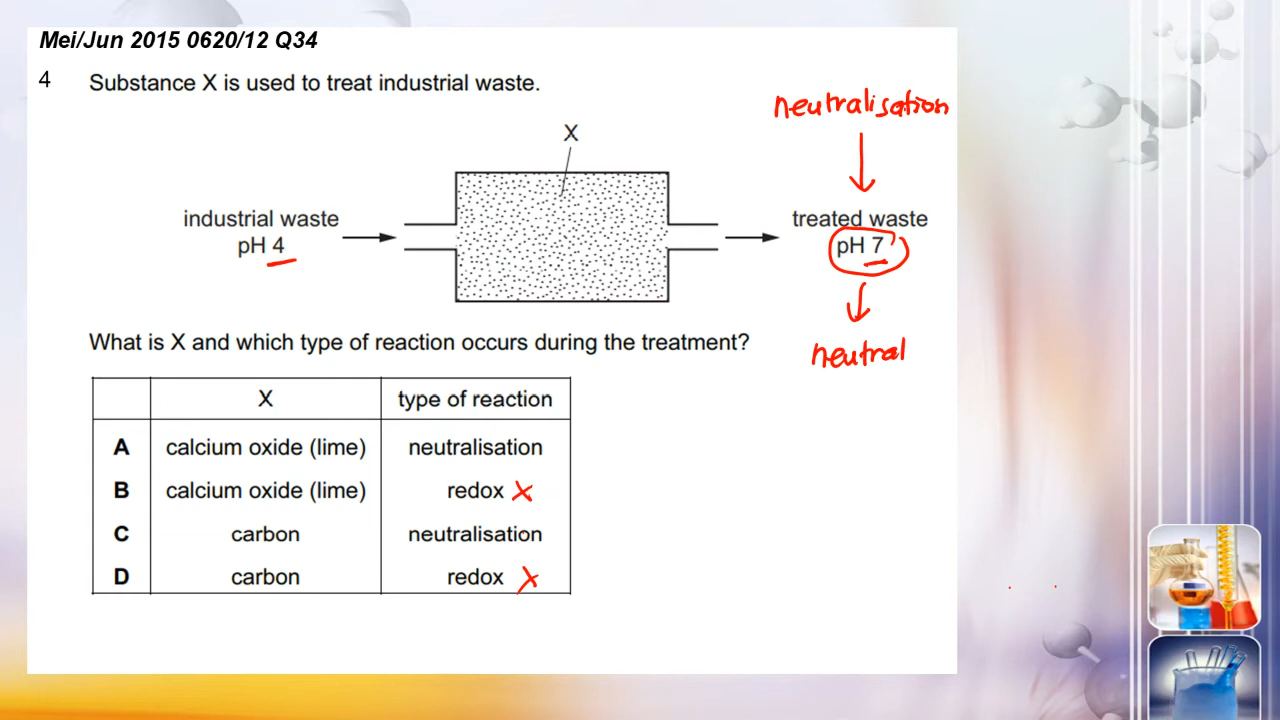 Mei/Jun 2015 0620/12 Q34
4 Substance X is used to treat industrial waste.
neutralisation
X
industrial waste
pH 4
treated waste
pH 7
neutral
What is X and which type of reaction occurs during the treatment?
X type of reaction
A calcium oxide (lime) neutralisation
B calcium oxide (lime) redox X
C carbon neutralisation
D carbon redox X